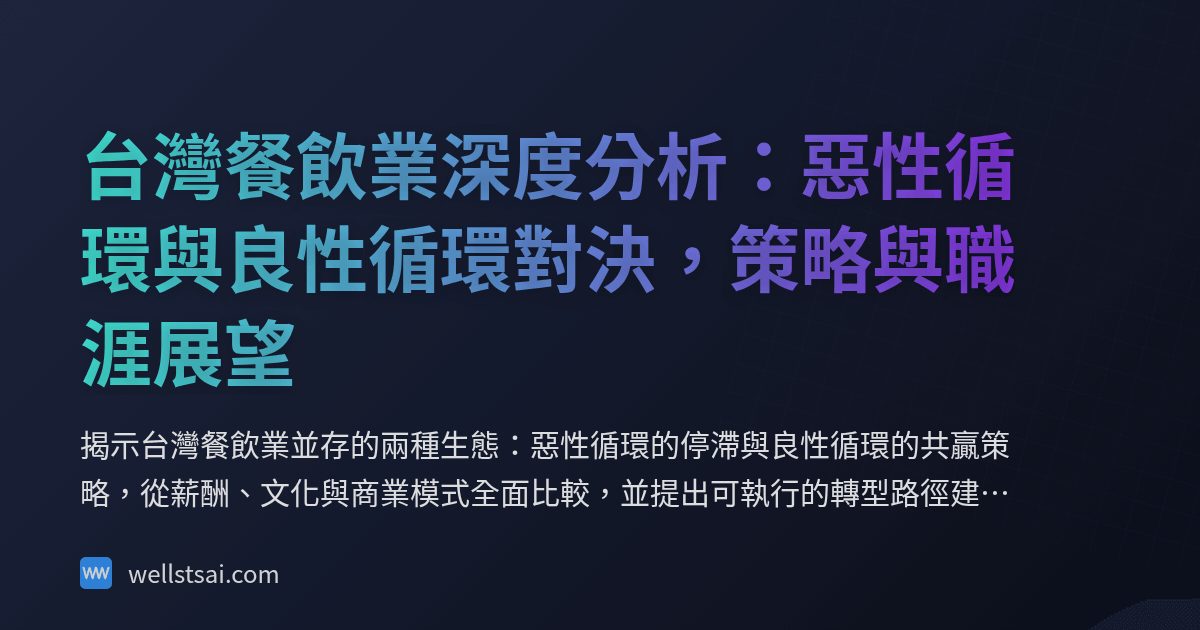 台灣餐飲業深度分析：惡性循
環與良性循環對決，策略與職
涯展望
揭示台灣餐飲業並存的兩種生態：惡性循環的停滯與良性循環的共贏策
略，從薪酬、文化與商業模式全面比較，並提出可執行的轉型路徑建⋯
wellstsai.com